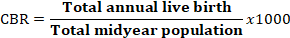 CBR = Total annual live birth / Total midyear population x1000